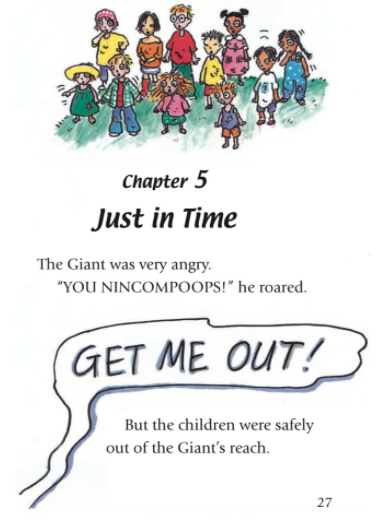 Chapter 5
Just in Time
The Giant was very angry.
“YOU NINCOMPOOPS!” he roared.
GET ME OUT!
But the children were safely
out of the Giant’s reach.
27